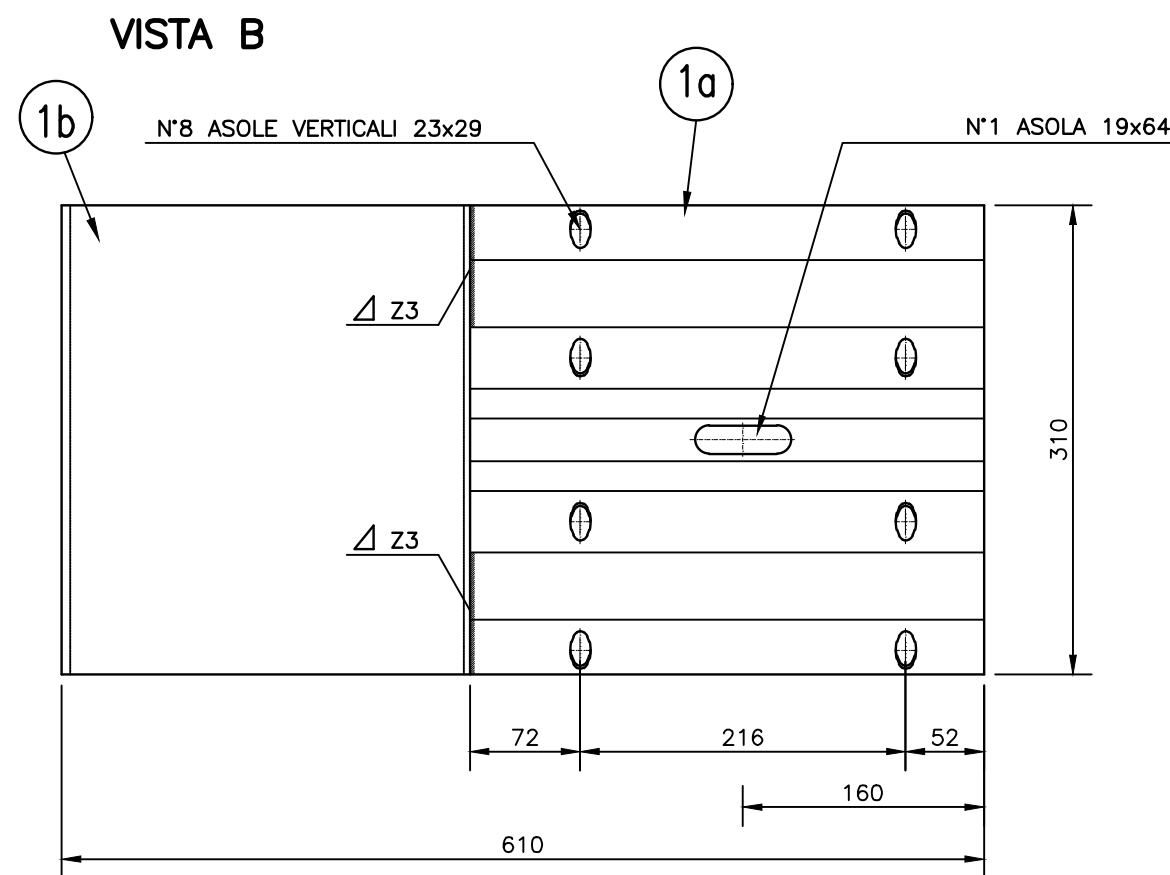 VISTA B
1b
1a
N°8 ASOLE VERTICALI 23x29
N°1 ASOLA 19x64
Z3
310
Z3
72
216
52
160
610